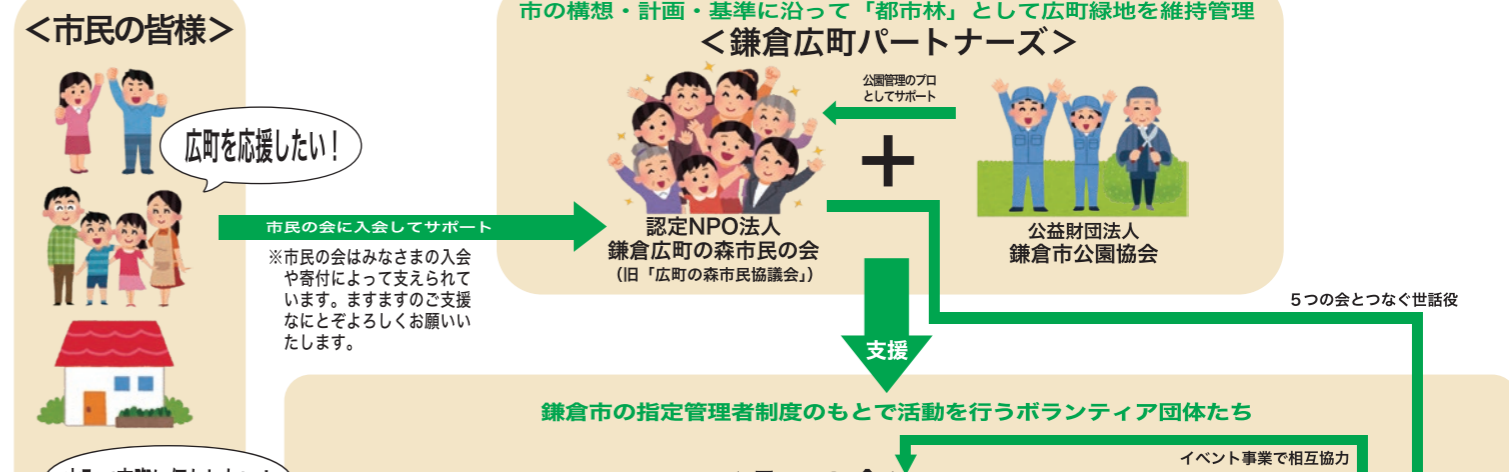 ＜市民の皆様＞
広町を応援したい！
市民の会に入会してサポート
※市民の会はみなさまの入会
や寄付によって支えられて
います。ますますのご支援
なにとぞよろしくお願いい
たします。
市の構想・計画・基準に沿って「都市林」として広町緑地を維持管理
＜鎌倉広町パートナーズ＞
公園管理のプロ
としてサポート
＋
認定NPO法人
鎌倉広町の森市民の会
（旧「広町の森市民協議会」）
公益財団法人
鎌倉市公園協会
５つの会とつなぐ世話役
支援
鎌倉市の指定管理者制度のもとで活動を行うボランティア団体たち
イベント事業で相互協力